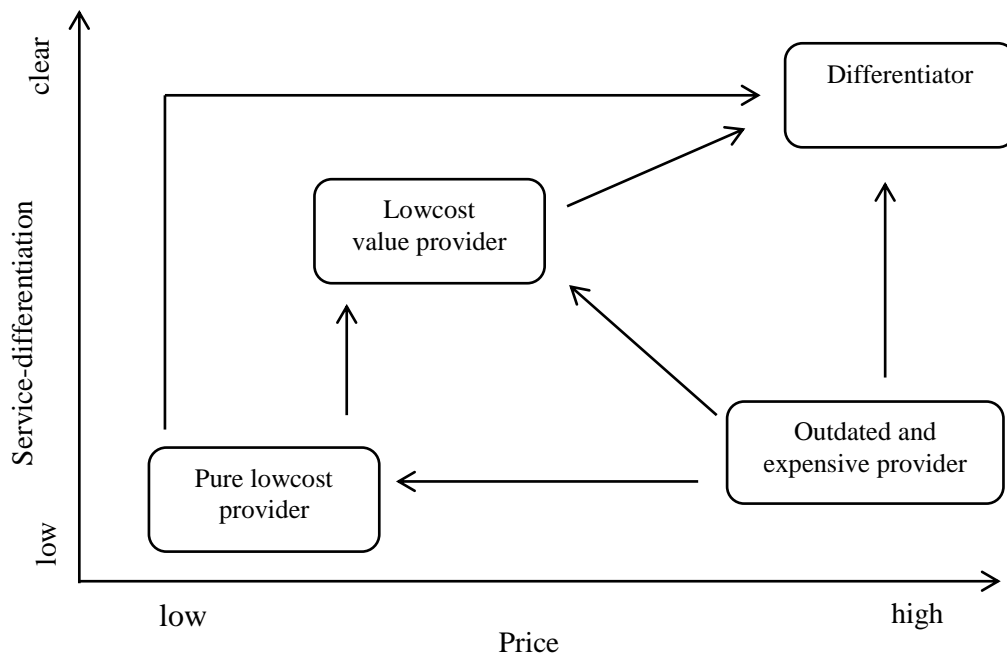 clear
Differentiator
Lowcost
value provider
Service-differentiation
Outdated and
expensive provider
Pure lowcost
provider
low
low
high
Price